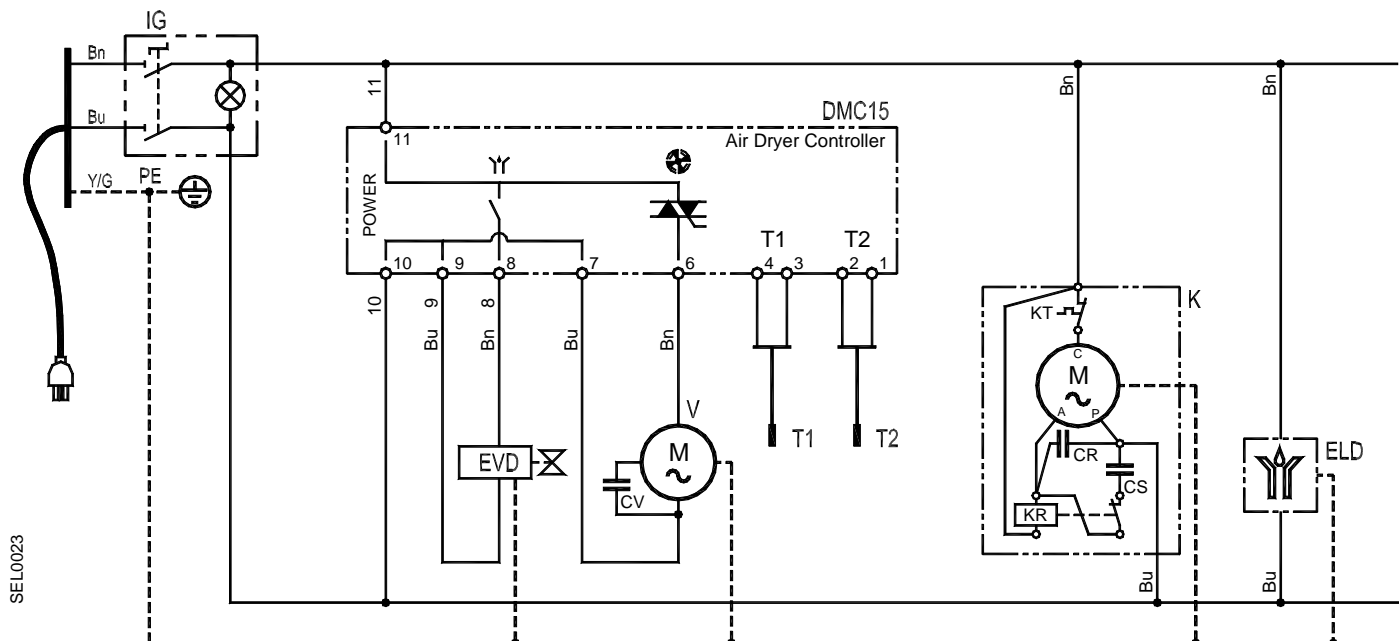 IG
Bn
Bu
Y/G
PE
11
11
DMC15
Air Dryer Controller
POWER
T1
T2
10
9
8
7
6
4
3
2
1
10
9
8
Bu
Bn
Bu
Bn
EVD
V
M
CV
T1
T2
Bn
K
KT
C
M
A
P
CR
CS
KR
Bu
Bn
ELD
Bu
SEL0023